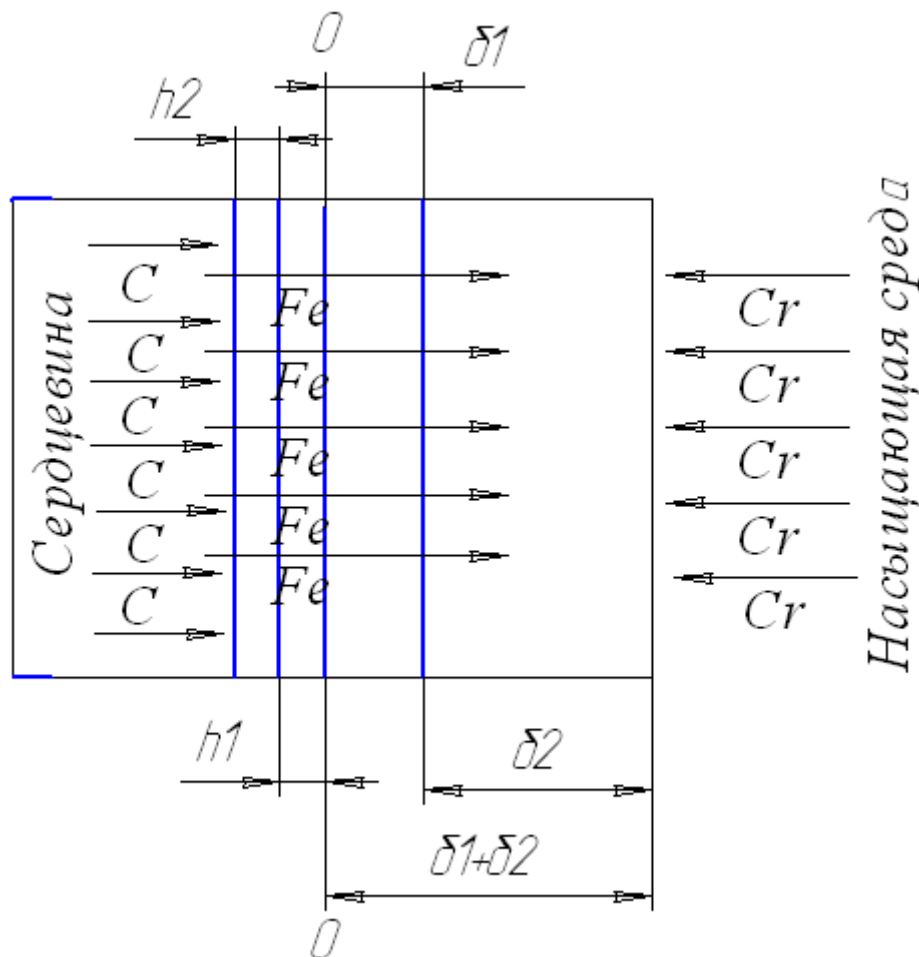 0
δ1
h2
Сердцевина
C
C
C
C
C
C
Fe
Fe
Fe
Fe
Fe
Cr
Cr
Cr
Cr
Cr
Насыщающая среда
h1
δ2
δ1+δ2
0